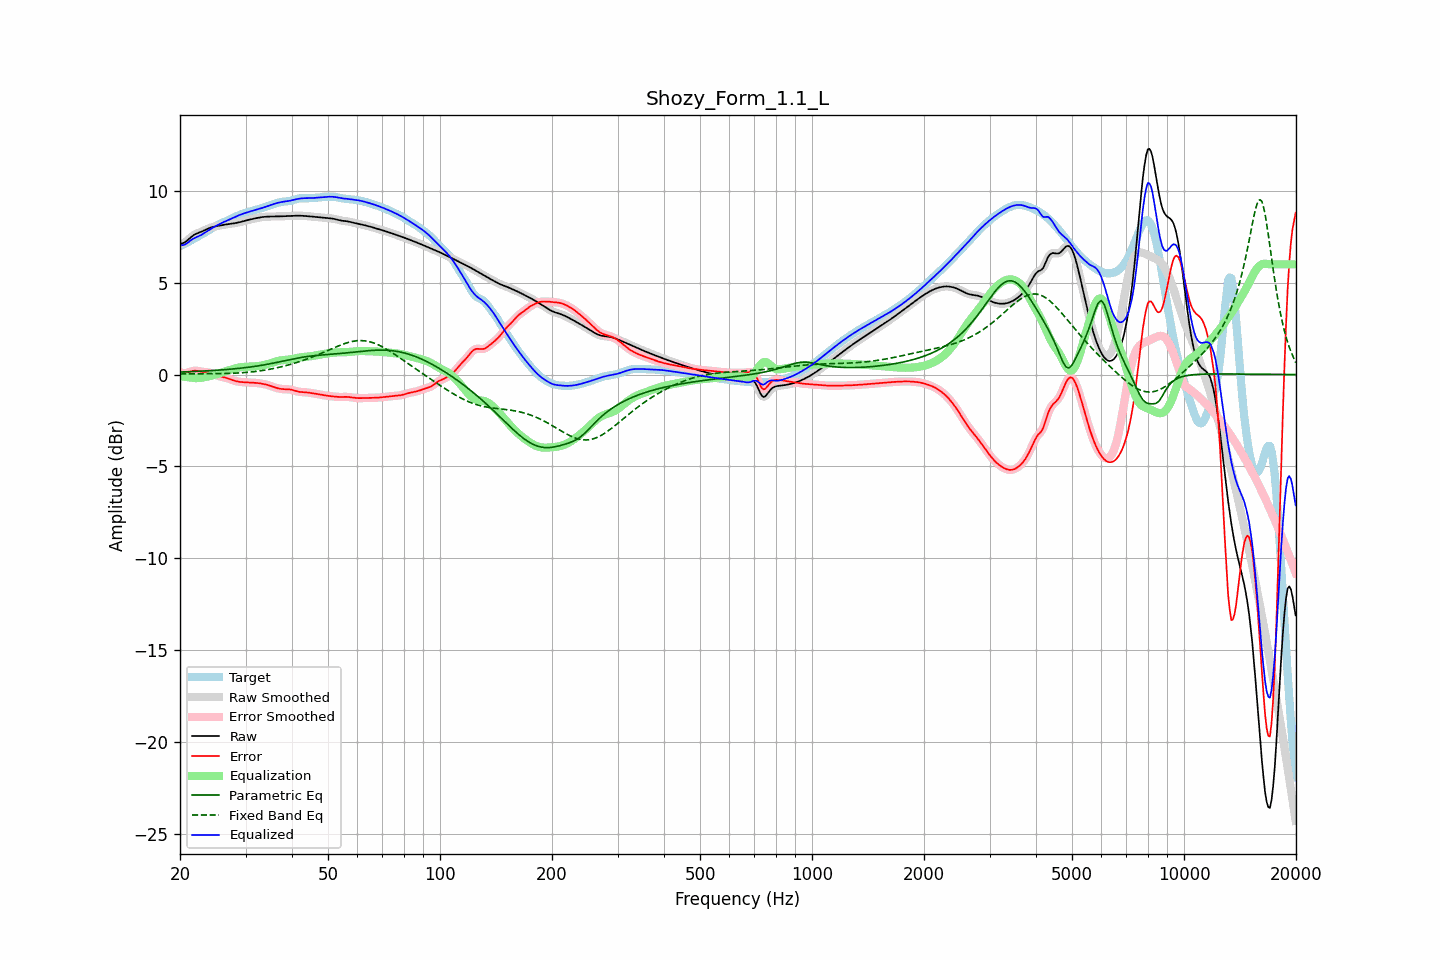 Shozy_Form_1.1_L
Amplitude (dBr)
10
5
0
−5
−10
−15
−20
−25
Target
Raw Smoothed
Error Smoothed
Raw
Error
Equalization
Parametric Eq
Fixed Band Eq
Equalized
20 50 100 200 500 1000 2000 5000 10000 20000
Frequency (Hz)